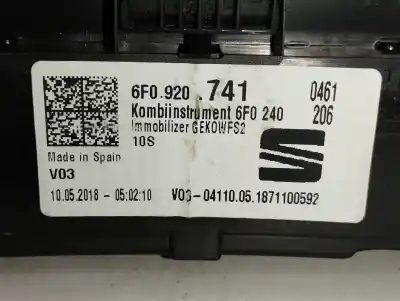 6F0.920.741 0461
Kombiinstrument 6F0 240 206
Immobilizer GEKOWFS2
10S
Made in Spain
V03
10.05.2018 - 05:02:10 V03-04110.05.1871100592